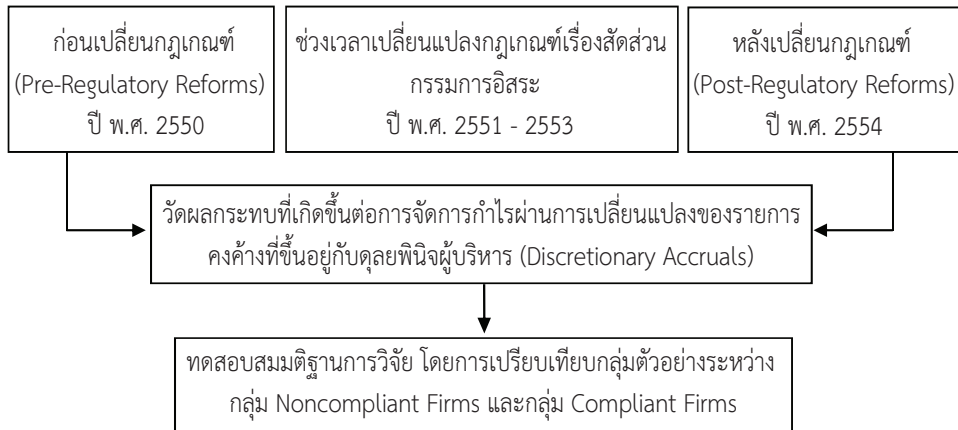 ก่อนเปลี่ยนกฎเกณฑ์
(Pre-Regulatory Reforms)
ปี พ.ศ. 2550
ช่วงเวลาเปลี่ยนแปลงกฎเกณฑ์เรื่องสัดส่วน
กรรมการอิสระ
ปี พ.ศ. 2551 - 2553
หลังเปลี่ยนกฎเกณฑ์
(Post-Regulatory Reforms)
ปี พ.ศ. 2554
วัดผลกระทบที่เกิดขึ้นต่อการจัดการกำไรผ่านการเปลี่ยนแปลงของรายการ
คงค้างที่ขึ้นอยู่กับดุลยพินิจผู้บริหาร (Discretionary Accruals)
ทดสอบสมมติฐานการวิจัย โดยการเปรียบเทียบกลุ่มตัวอย่างระหว่าง
กลุ่ม Noncompliant Firms และกลุ่ม Compliant Firms